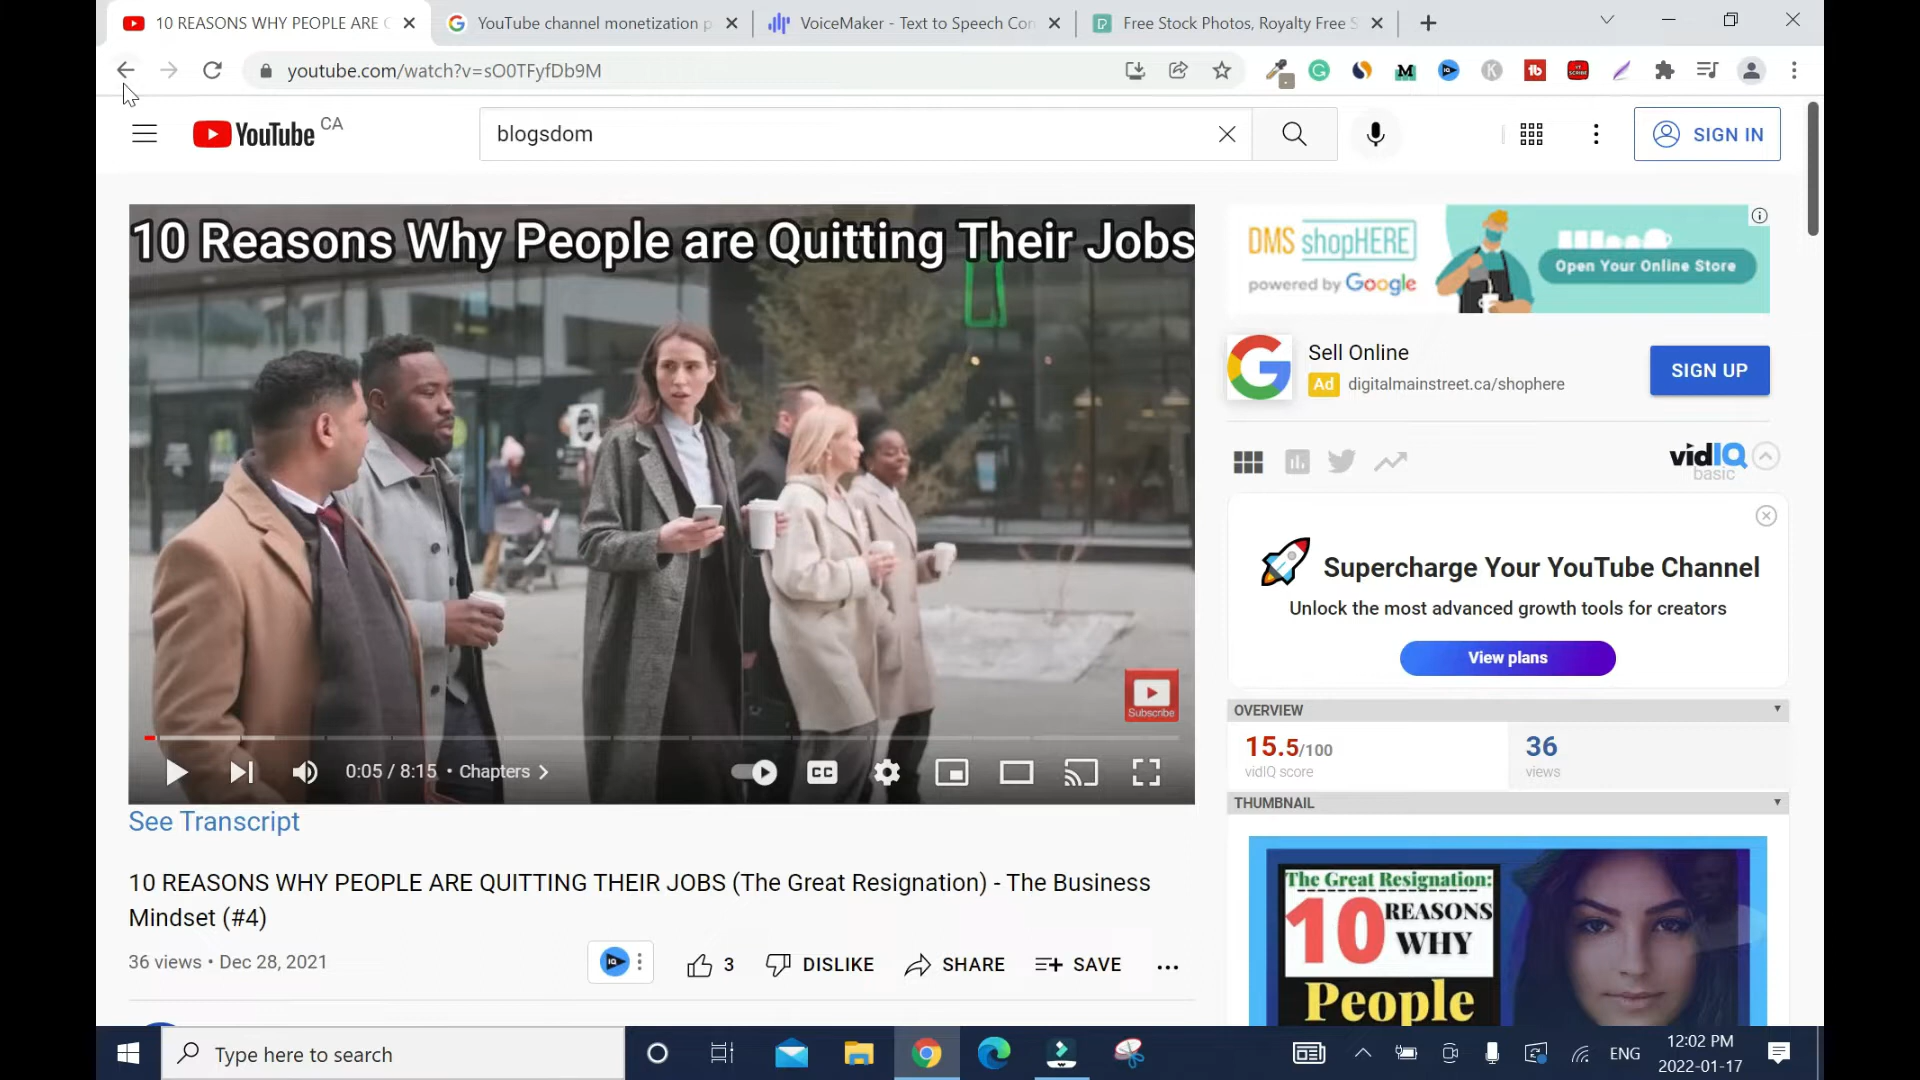 10 REASONS WHY PEOPLE ARE
YouTube channel monetization p
VoiceMaker - Text to Speech Con
Free Stock Photos, Royalty Free S
youtube.com/watch?v=sO0TFyfDb9M
YouTube CA
blogsdom
SIGN IN
10 Reasons Why People are Quitting Their Jobs
Subscribe
0:05 / 8:15 • Chapters
CC
See Transcript
10 REASONS WHY PEOPLE ARE QUITTING THEIR JOBS (The Great Resignation) - The Business
Mindset (#4)
36 views • Dec 28, 2021
3
DISLIKE
SHARE
SAVE
DMS shopHERE
powered by Google
Open Your Online Store
Sell Online
Ad digitalmainstreet.ca/shophere
SIGN UP
vidIQ
basic
Supercharge Your YouTube Channel
Unlock the most advanced growth tools for creators
View plans
OVERVIEW
15.5/100
vidIQ score
36
views
THUMBNAIL
The Great Resignation:
10 REASONS
WHY
People
Type here to search
ENG
12:02 PM
2022-01-17